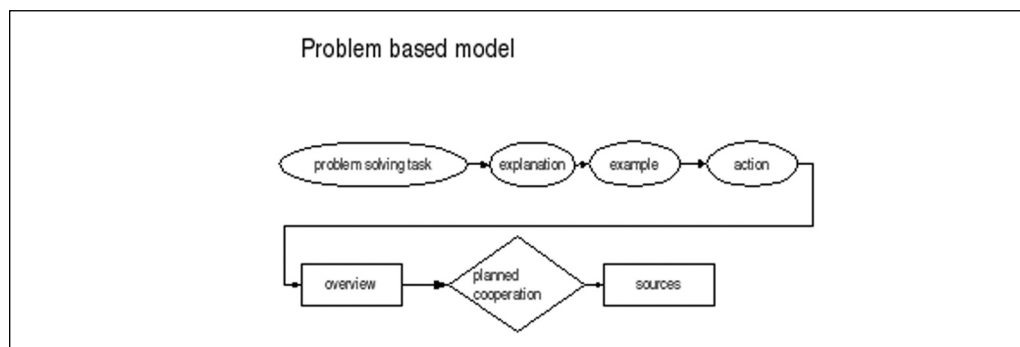 Problem based model
problem solving task
explanation
example
action
overview
planned
cooperation
sources